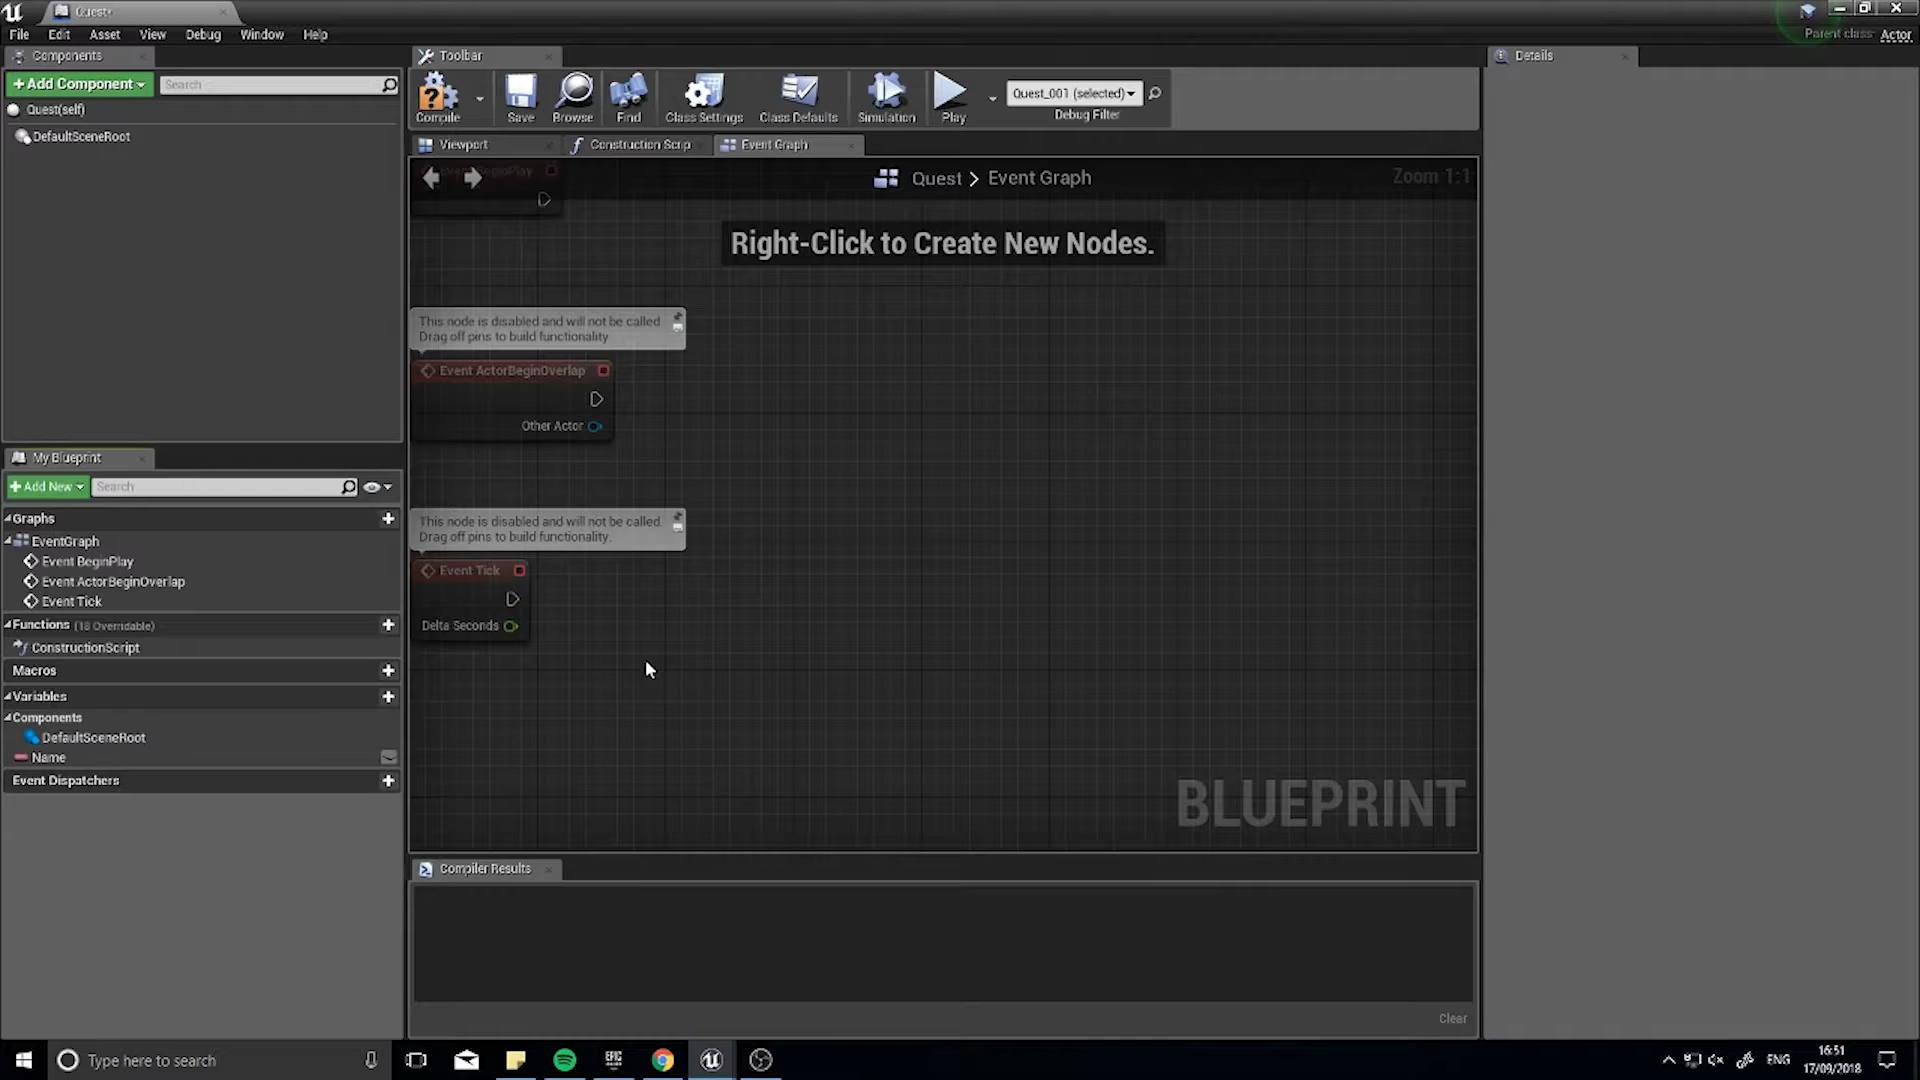 Quest*
File Edit Asset View Debug Window Help
Parent class: Actor
Components
Toolbar
Details
+ Add Component
Search
Quest(self)
DefaultSceneRoot
Compile
Save
Browse
Find
Class Settings
Class Defaults
Simulation
Play
Quest_001 (selected)
Debug Filter
Viewport
Construction Scrip
Event Graph
Event BeginPlay
Quest > Event Graph
Zoom 1:1
Right-Click to Create New Nodes.
This node is disabled and will not be called
Drag off pins to build functionality
Event ActorBeginOverlap
Other Actor
This node is disabled and will not be called.
Drag off pins to build functionality.
Event Tick
Delta Seconds
BLUEPRINT
My Blueprint
+ Add New
Search
Graphs
EventGraph
Event BeginPlay
Event ActorBeginOverlap
Event Tick
Functions (18 Overridable)
ConstructionScript
Macros
Variables
Components
DefaultSceneRoot
Name
Event Dispatchers
Compiler Results
Clear
Type here to search
EPIC
ENG
16:51
17/09/2018